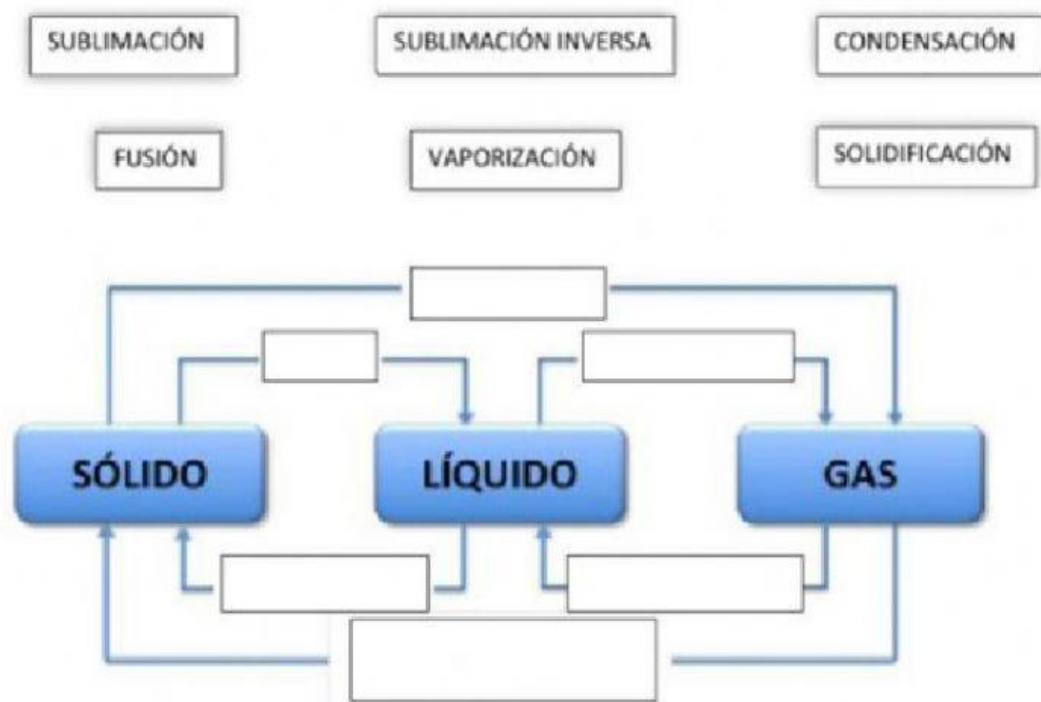 SUBLIMACIÓN
SUBLIMACIÓN INVERSA
CONDENSACIÓN
FUSIÓN
VAPORIZACIÓN
SOLIDIFICACIÓN
SÓLIDO
LÍQUIDO
GAS